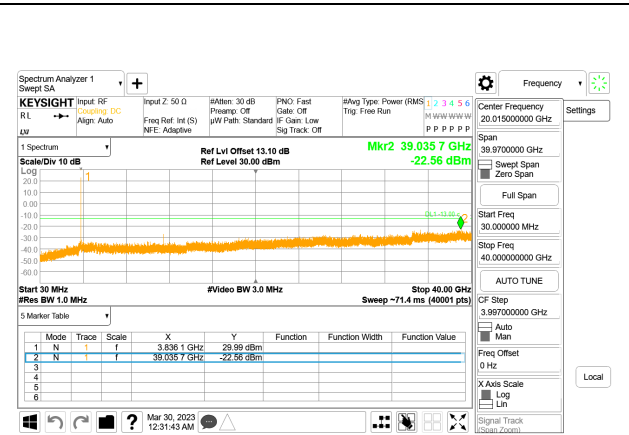 Spectrum Analyzer 1
Swept SA
Frequency
KEYSIGHT
R L
Input: RF
Coupling: DC
Align: Auto
Input Z: 50 Ω
Freq Ref: Int (S)
NFE: Adaptive
#Atten: 30 dB
Preamp: Off
µW Path: Standard
PNO: Fast
Gate: Off
IF Gain: Low
Sig Track: Off
#Avg Type: Power (RMS
Trig: Free Run
1 2 3 4 5 6
M W W W W W
P P P P P P
Center Frequency
20.015000000 GHz
Settings
1 Spectrum
Scale/Div 10 dB
Ref Lvl Offset 13.10 dB
Ref Level 30.00 dBm
Mkr2 39.035 7 GHz
-22.56 dBm
Log
20.0
10.0
0.00
-10.0
-20.0
-30.0
-40.0
-50.0
-60.0
1
DL1 -13.00
2
Start 30 MHz
#Res BW 1.0 MHz
#Video BW 3.0 MHz
Stop 40.00 GHz
Sweep ~71.4 ms (40001 pts)
Span
39.9700000 GHz
Swept Span
Zero Span
Full Span
Start Freq
30.000000 MHz
Stop Freq
40.000000000 GHz
AUTO TUNE
CF Step
3.997000000 GHz
Auto
Man
Freq Offset
0 Hz
X Axis Scale
Log
Lin
Signal Track
(Span Zoom)
Local
5 Marker Table
Mode Trace Scale X Y Function Function Width Function Value
1 N 1 f 3.836 1 GHz 29.99 dBm
2 N 1 f 39.035 7 GHz -22.56 dBm
3
4
5
6
?
Mar 30, 2023
12:31:43 AM